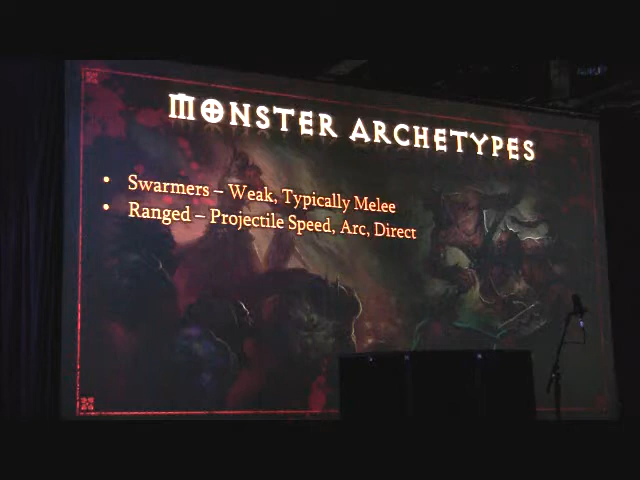 MONSTER ARCHETYPES
• Swarmers – Weak, Typically Melee
• Ranged – Projectile Speed, Arc, Direct